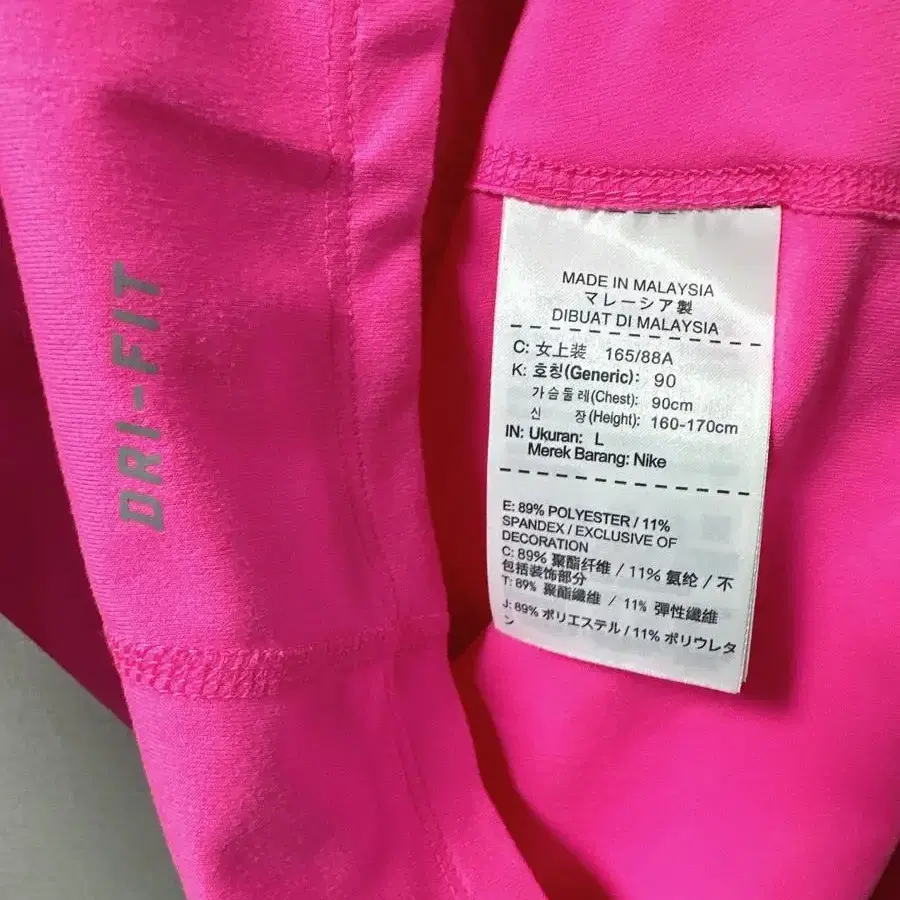 DRI-FIT
MADE IN MALAYSIA
マレーシア製
DIBUAT DI MALAYSIA
C: 女上装 165/88A
K: 호칭(Generic): 90
가슴둘레(Chest): 90cm
신 장(Height): 160-170cm
IN: Ukuran: L
Merek Barang: Nike
E: 89% POLYESTER / 11%
SPANDEX / EXCLUSIVE OF
DECORATION
C: 89% 聚酯纤维 / 11% 氨纶 / 不
包括装饰部分
T: 89% 聚酯纖維 / 11% 彈性纖維
J: 89% ポリエステル / 11% ポリウレタ
ン